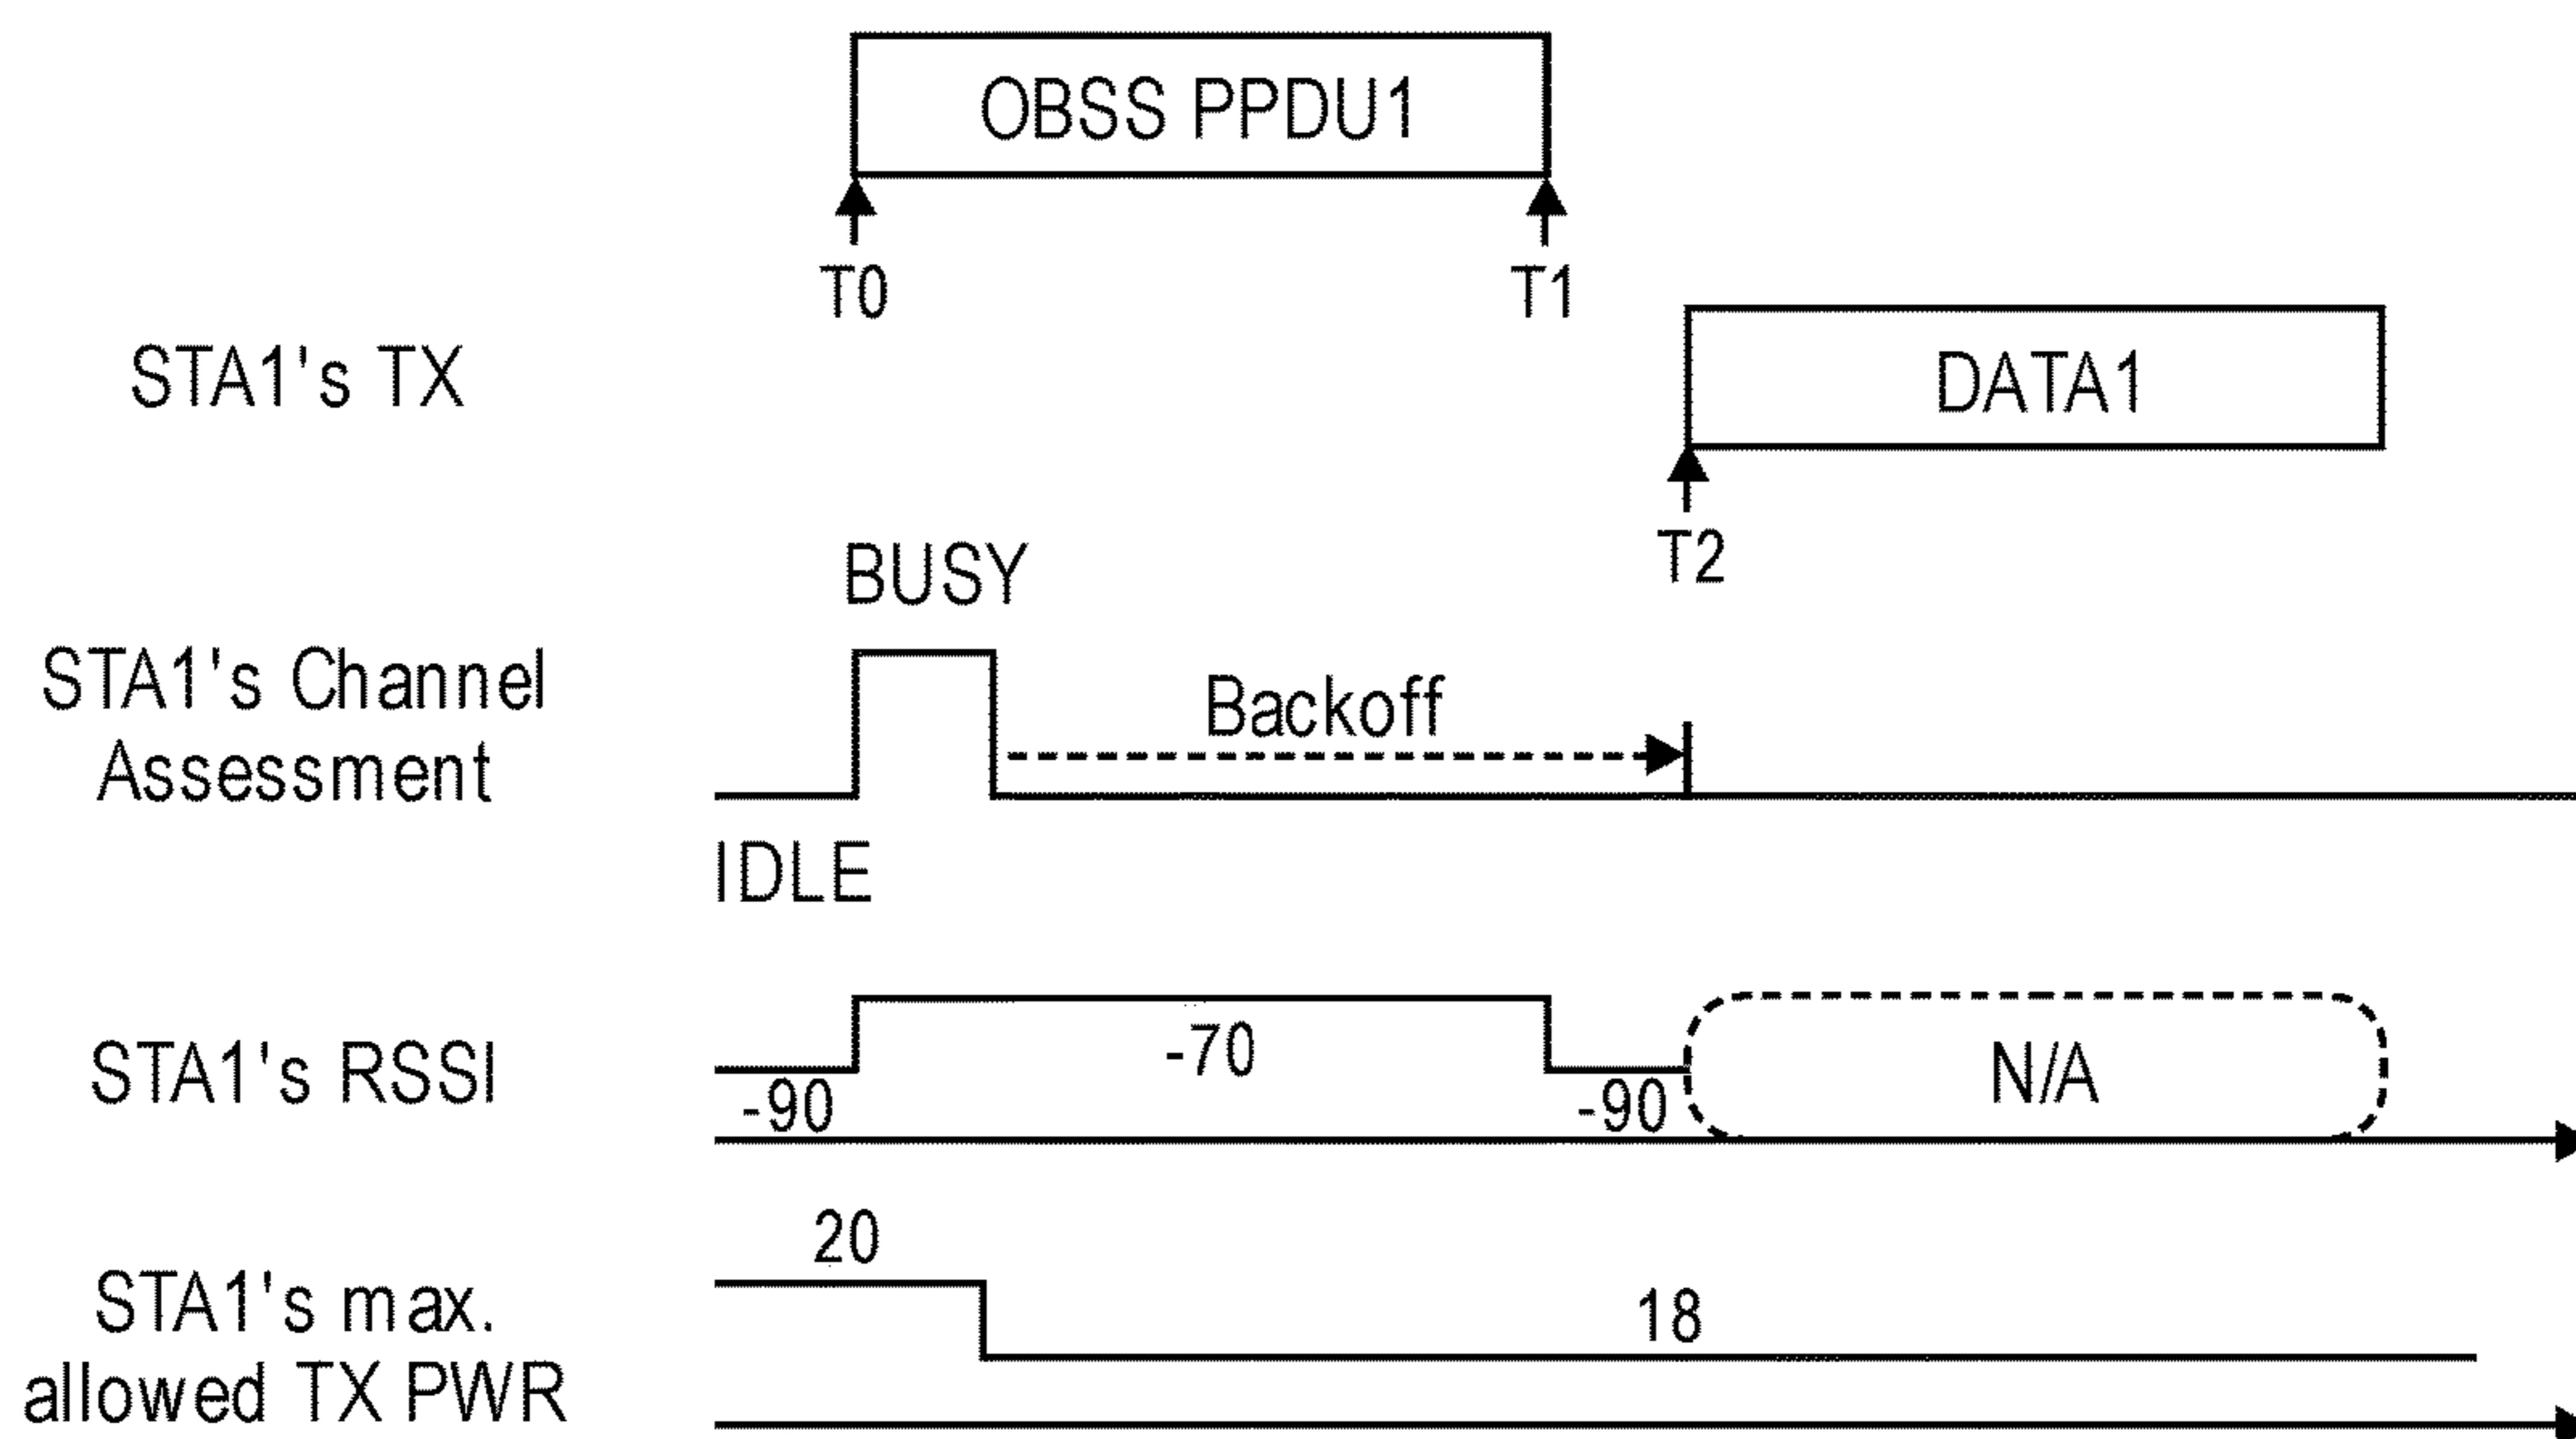 OBSS PPDU1
T0
T1
STA1's TX
DATA1
T2
BUSY
STA1's Channel
Assessment
Backoff
IDLE
STA1's RSSI
-90
-70
-90
N/A
20
STA1's max.
allowed TX PWR
18